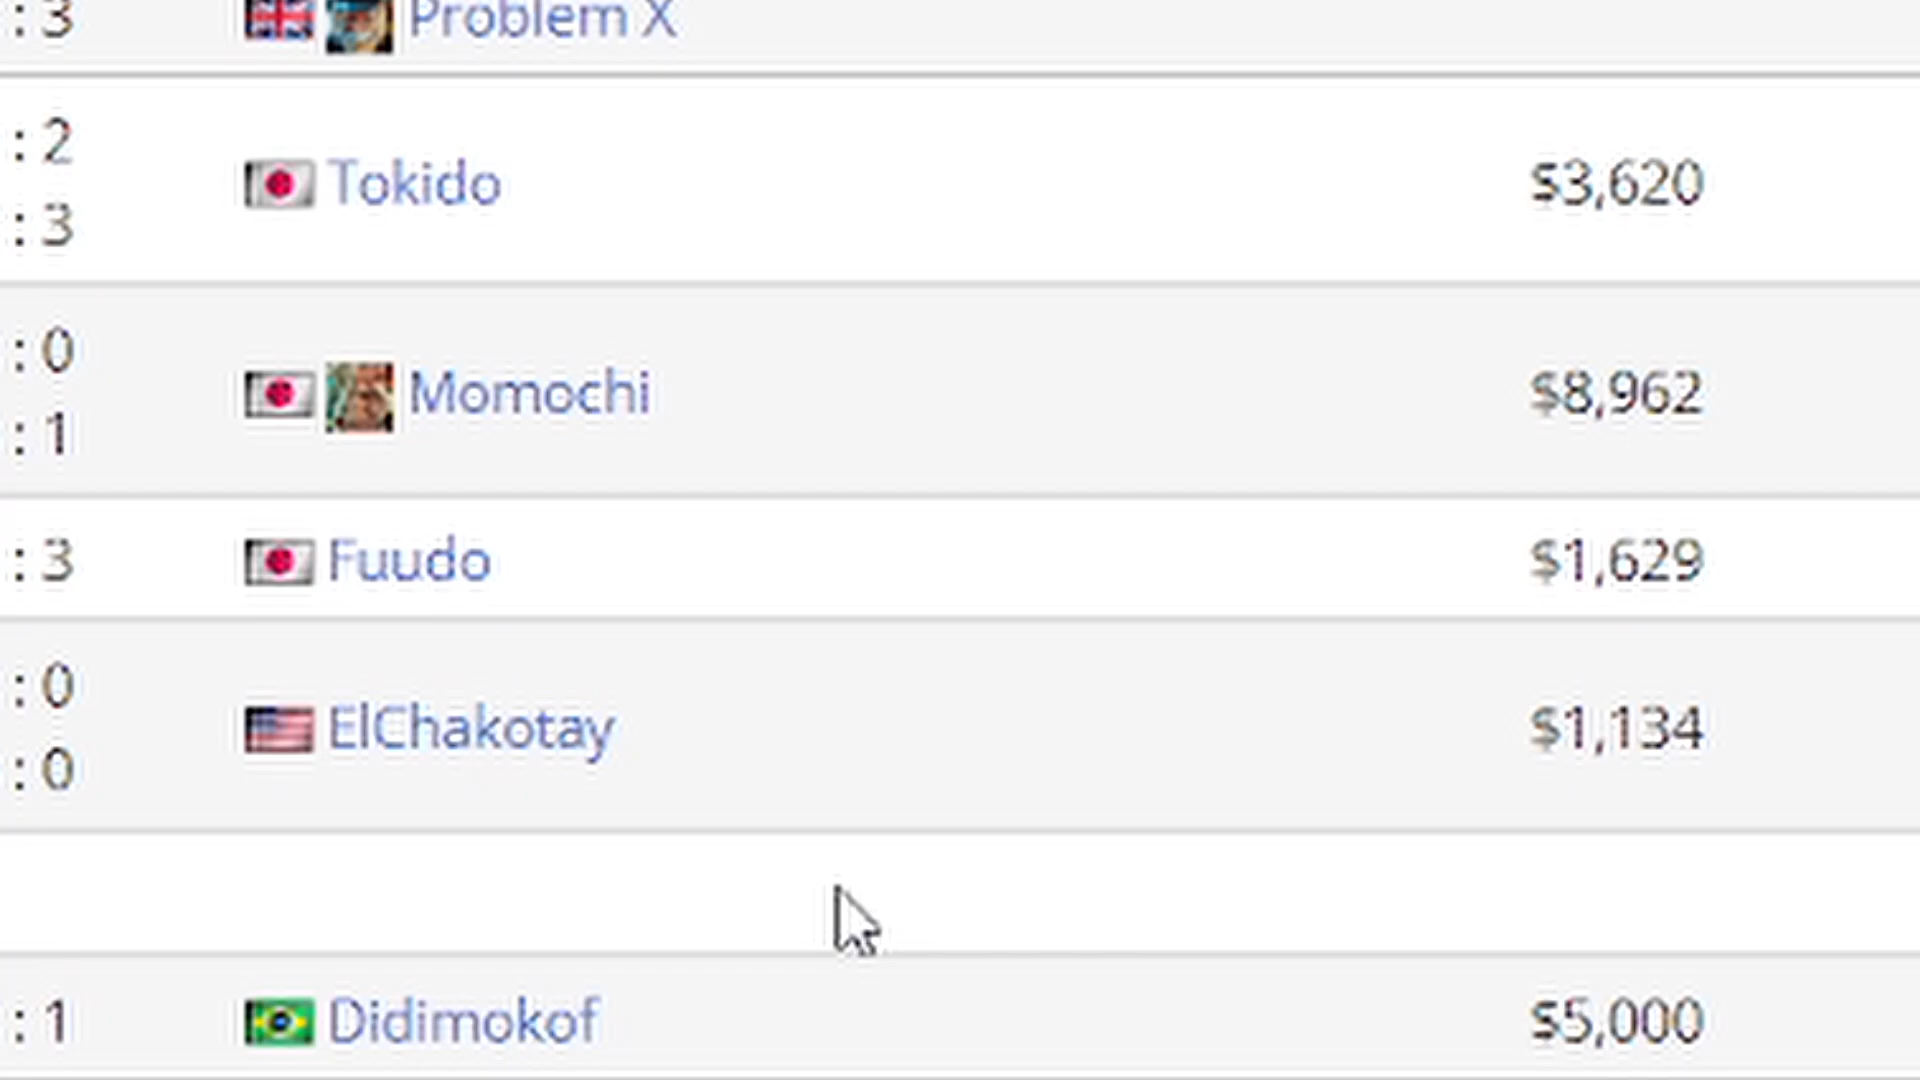 : 3 Problem X
: 2
Tokido $3,620
: 3
: 0
Momochi $8,962
: 1
: 3 Fuudo $1,629
: 0
ElChakotay $1,134
: 0
: 1 Didimokof $5,000